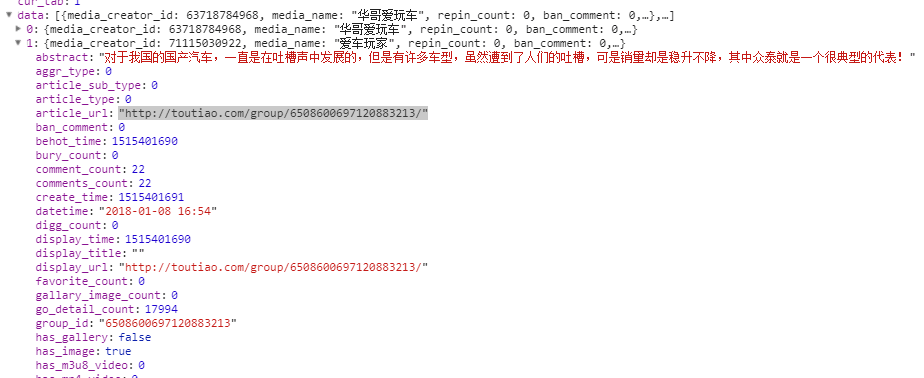 cur_tab: 1
data: [{media_creator_id: 63718784968, media_name: "华哥爱玩车", repin_count: 0, ban_comment: 0,…},…]
0: {media_creator_id: 63718784968, media_name: "华哥爱玩车", repin_count: 0, ban_comment: 0,…}
1: {media_creator_id: 71115030922, media_name: "爱车玩家", repin_count: 0, ban_comment: 0,…}
abstract: "对于我国的国产汽车，一直是在吐槽声中发展的，但是有许多车型，虽然遭到了人们的吐槽，可是销量却是稳升不降，其中众泰就是一个很典型的代表！"
aggr_type: 0
article_sub_type: 0
article_type: 0
article_url: "http://toutiao.com/group/6508600697120883213/"
ban_comment: 0
behot_time: 1515401690
bury_count: 0
comment_count: 22
comments_count: 22
create_time: 1515401691
datetime: "2018-01-08 16:54"
digg_count: 0
display_time: 1515401690
display_title: ""
display_url: "http://toutiao.com/group/6508600697120883213/"
favorite_count: 0
gallary_image_count: 0
go_detail_count: 17994
group_id: "6508600697120883213"
has_gallery: false
has_image: true
has_m3u8_video: 0
has_mp4_video: 0